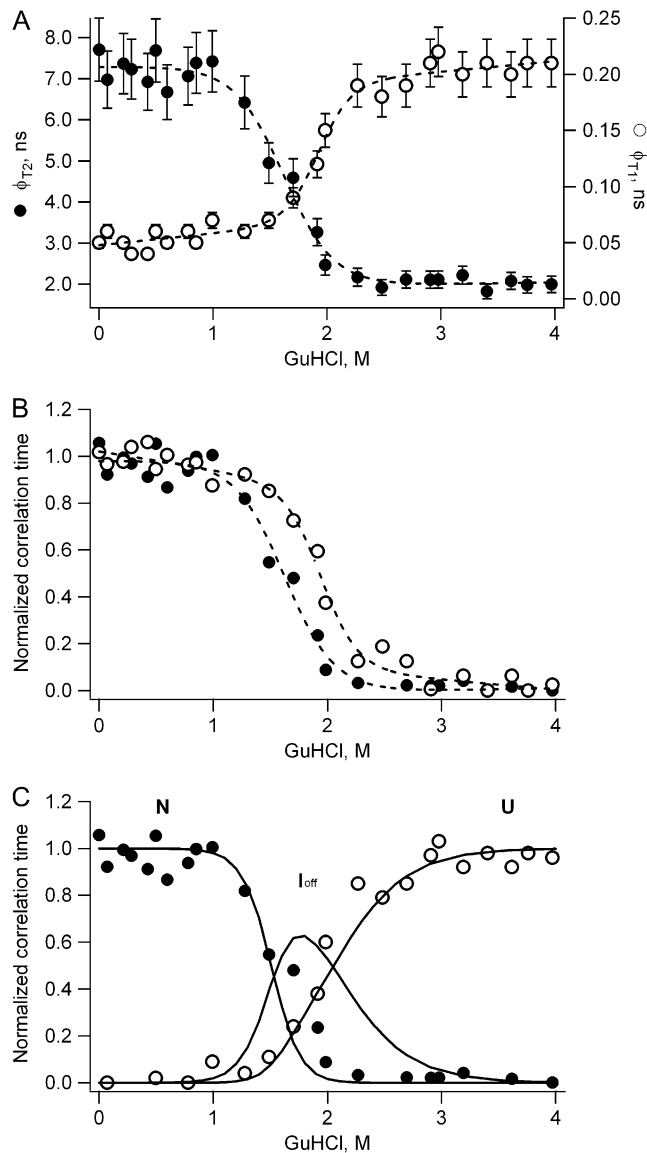 A
8.0
7.0
6.0
5.0
4.0
3.0
2.0
● ϕT2, ns
0.25
0.20
0.15
0.10
0.05
0.00
○ ϕT1, ns
0 1 2 3 4
GuHCl, M
B
1.2
1.0
0.8
0.6
0.4
0.2
0.0
Normalized correlation time
0 1 2 3 4
GuHCl, M
C
1.2
1.0
0.8
0.6
0.4
0.2
0.0
Normalized correlation time
N U
Ioff
0 1 2 3 4
GuHCl, M